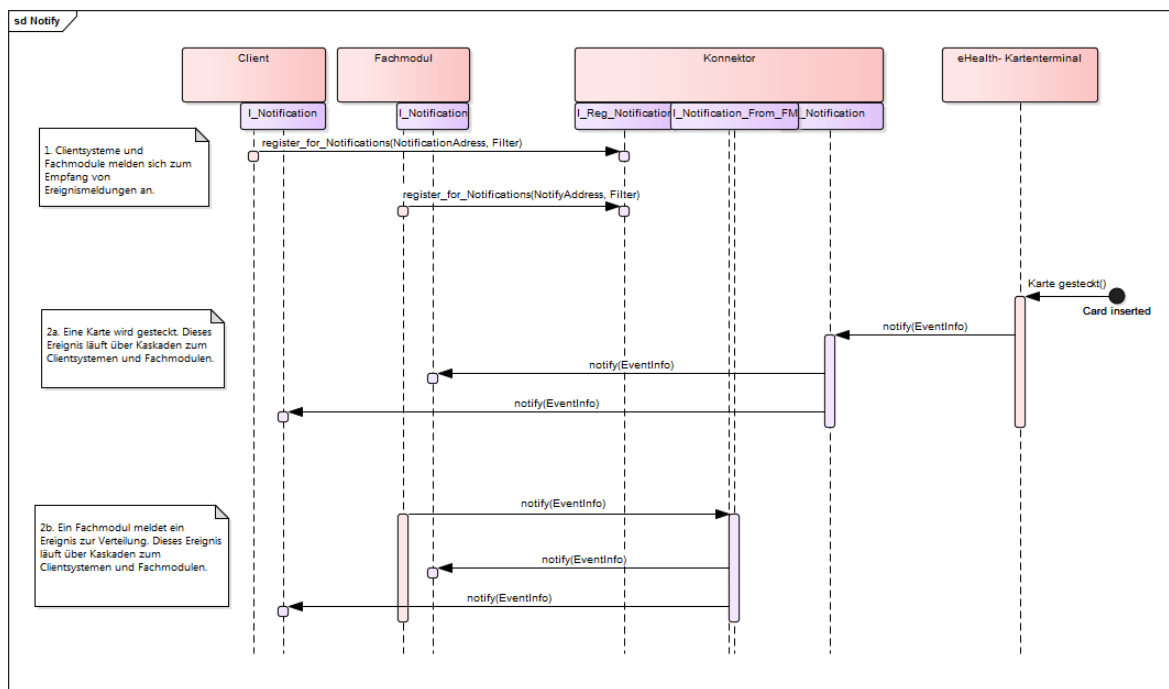 sd Notify
Client
Fachmodul
Konnektor
eHealth- Kartenterminal
I_Notification
I_Notification
I_Reg_Notification
I_Notification_From_FM
_Notification
1. Clientsysteme und
Fachmodule melden sich zum
Empfang von
Ereignismeldungen an.
register_for_Notifications(NotificationAdress, Filter)
register_for_Notifications(NotifyAddress, Filter)
Karte gesteckt()
Card inserted
2a. Eine Karte wird gesteckt. Dieses
Ereignis läuft über Kaskaden zum
Clientsystemen und Fachmodulen.
notify(EventInfo)
notify(EventInfo)
notify(EventInfo)
2b. Ein Fachmodul meldet ein
Ereignis zur Verteilung. Dieses Ereignis
läuft über Kaskaden zum
Clientsystemen und Fachmodulen.
notify(EventInfo)
notify(EventInfo)
notify(EventInfo)